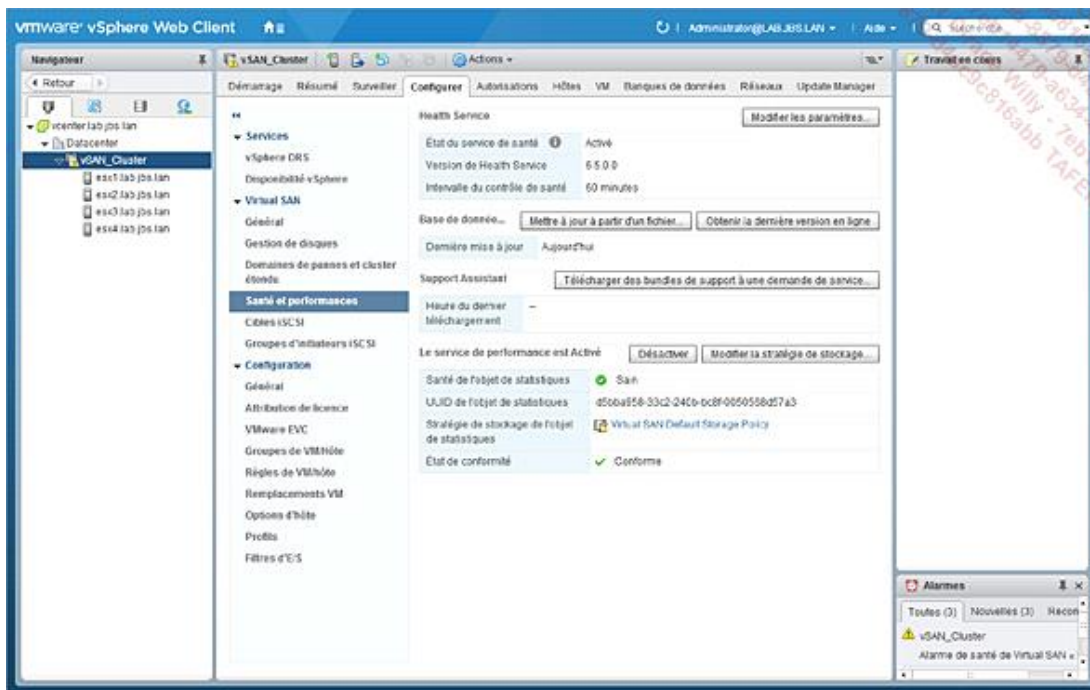 vmware® vSphere Web Client
Administrator@LAB.JBS.LAN
Aide
Navigateur
Retour
vcenter.lab.jbs.lan
Datacenter
vSAN_Cluster
esx1.lab.jbs.lan
esx2.lab.jbs.lan
esx3.lab.jbs.lan
esx4.lab.jbs.lan
vSAN_Cluster
Actions
Démarrage Résumé Surveiller Configurer Autorisations Hôtes VM Banques de données Réseaux Update Manager
Services
vSphere DRS
Disponibilité vSphere
Virtual SAN
Général
Gestion de disques
Domaines de pannes et cluster
étendu
Santé et performances
Cibles iSCSI
Groupes d'initiateurs iSCSI
Configuration
Général
Attribution de licence
VMware EVC
Groupes de VM/hôte
Règles de VM/hôte
Remplacements VM
Options d'hôte
Profils
Filtres d'E/S
Health Service
Modifier les paramètres...
État du service de santé Activé
Version de Health Service 6.5.0.0
Intervalle du contrôle de santé 60 minutes
Base de donnée... Mettre à jour à partir d'un fichier... Obtenir la dernière version en ligne
Dernière mise à jour Aujourd'hui
Support Assistant Télécharger des bundles de support à une demande de service...
Heure du dernier
téléchargement
--
Le service de performance est Activé Désactiver Modifier la stratégie de stockage...
Santé de l'objet de statistiques Sain
UUID de l'objet de statistiques
Stratégie de stockage de l'objet
de statistiques
Virtual SAN Default Storage Policy
État de conformité Conforme
Travail en cours
Alarmes
Toutes (3) Nouvelles (3) Recon
vSAN_Cluster
Alarme de santé de Virtual SAN «